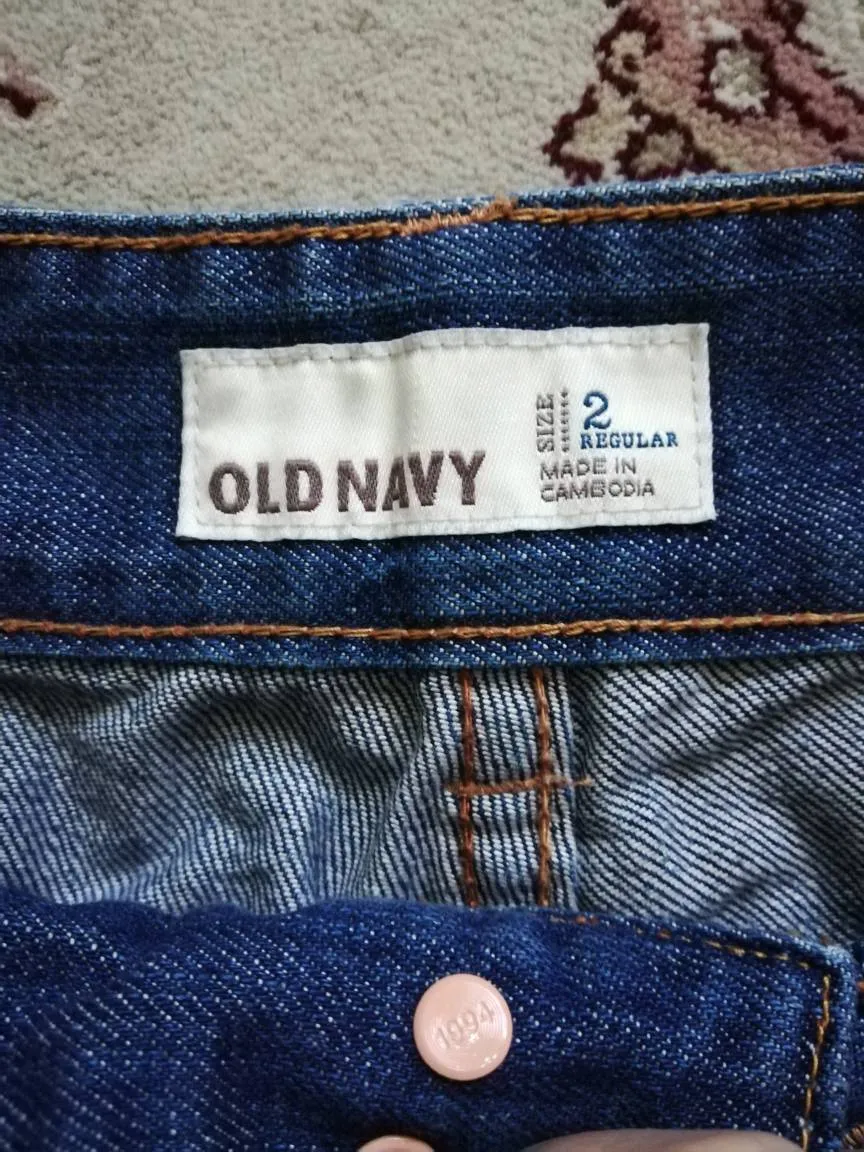 OLD NAVY
SIZE
2
REGULAR
MADE IN
CAMBODIA
1994